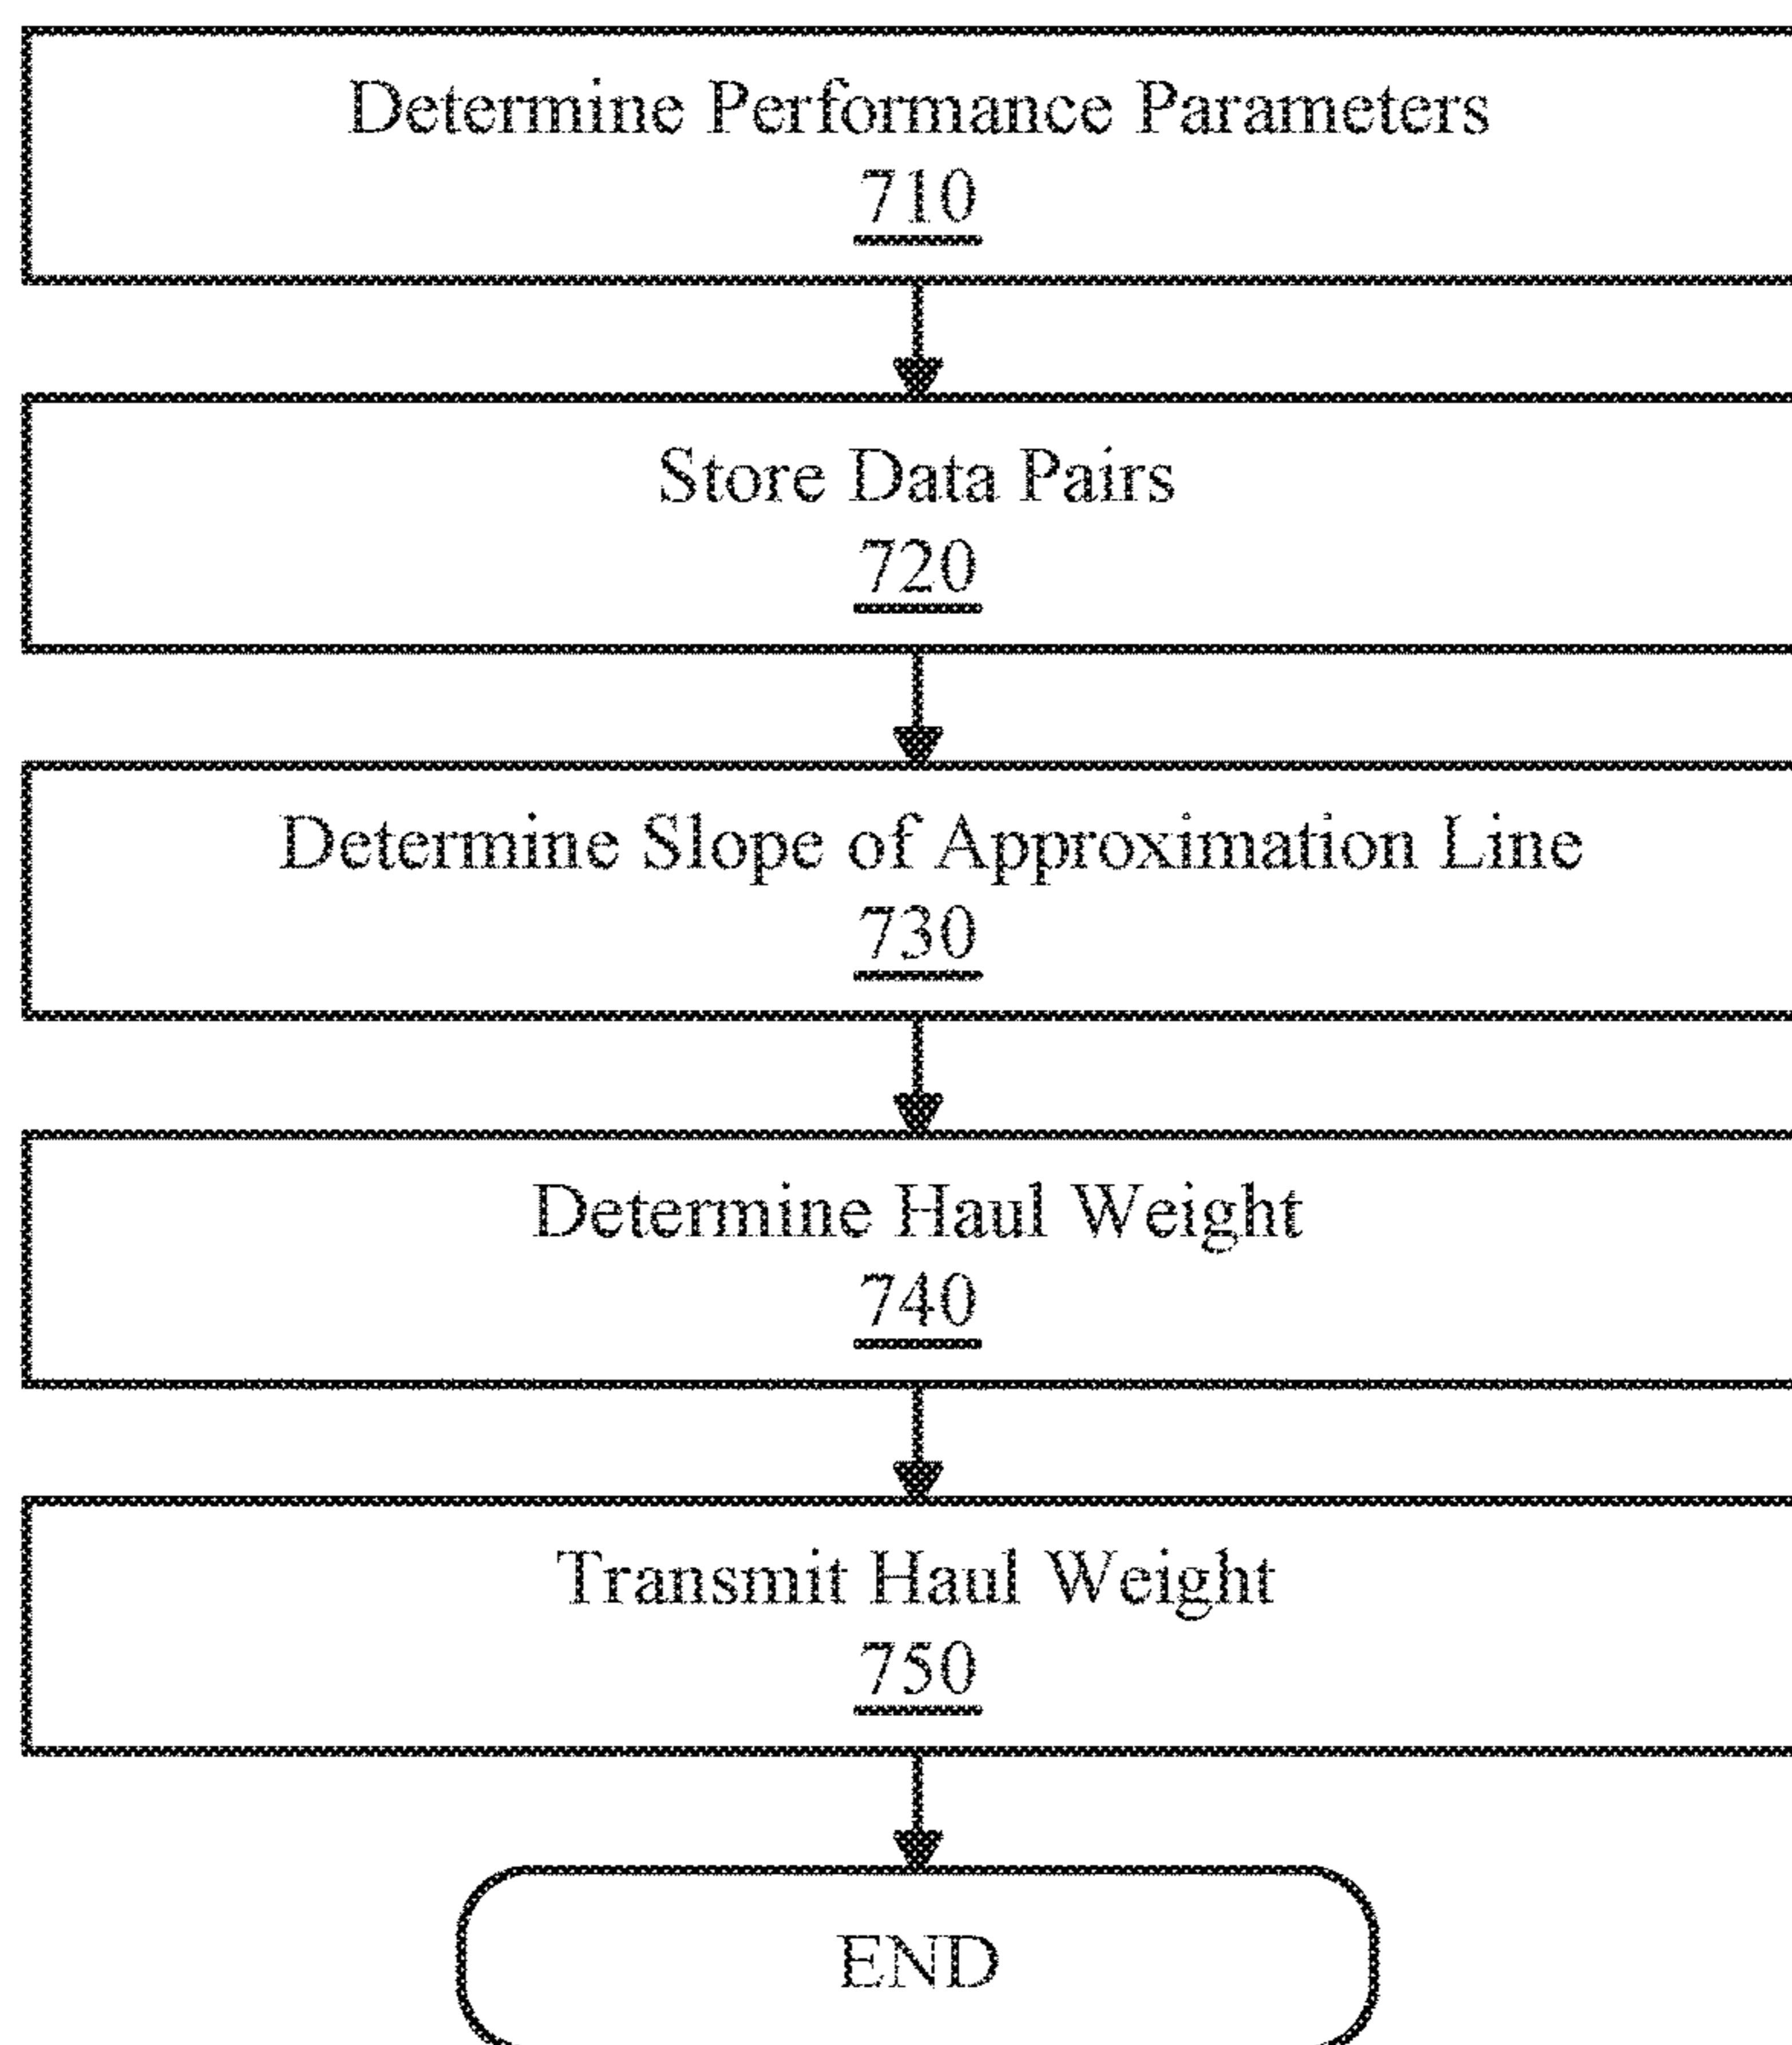 Determine Performance Parameters
710
Store Data Pairs
720
Determine Slope of Approximation Line
730
Determine Haul Weight
740
Transmit Haul Weight
750
END